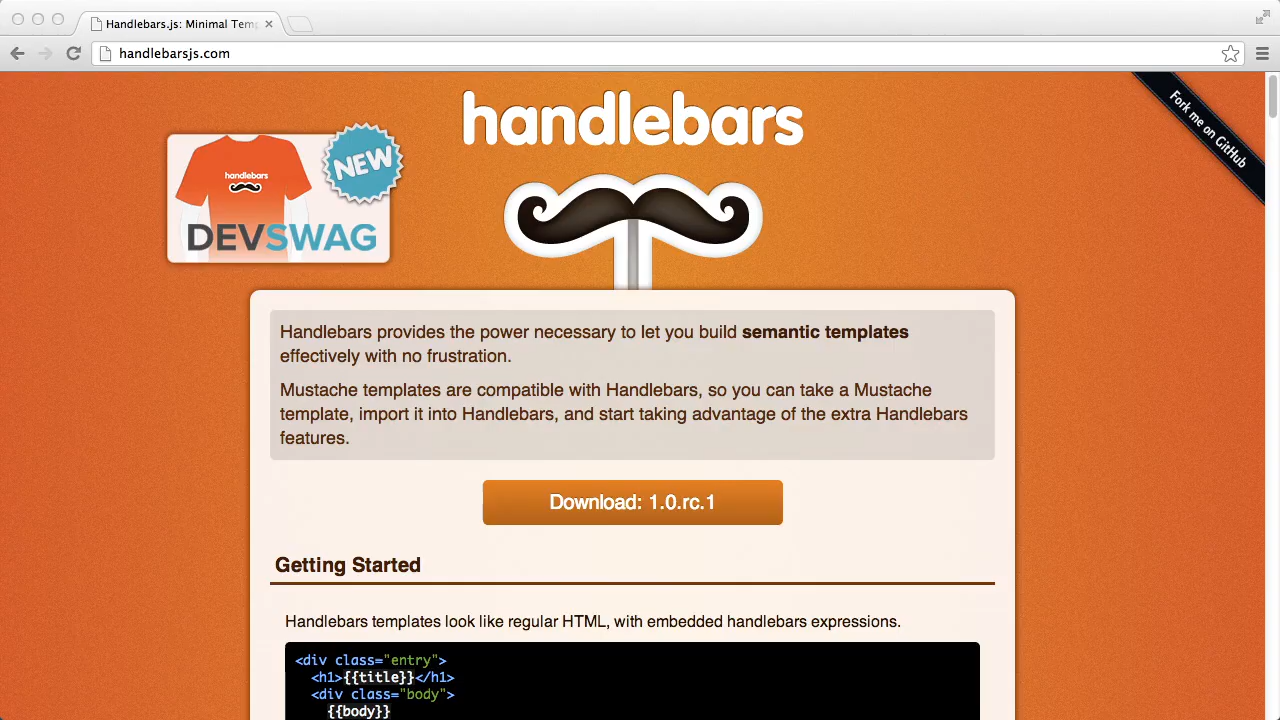 Handlebars.js: Minimal Temp
handlebarsjs.com
handlebars
Fork me on GitHub
handlebars
NEW
DEVSWAG
Handlebars provides the power necessary to let you build semantic templates
effectively with no frustration.
Mustache templates are compatible with Handlebars, so you can take a Mustache
template, import it into Handlebars, and start taking advantage of the extra Handlebars
features.
Download: 1.0.rc.1
Getting Started
Handlebars templates look like regular HTML, with embedded handlebars expressions.
<div class="entry">
<h1>{{title}}</h1>
<div class="body">
{{body}}